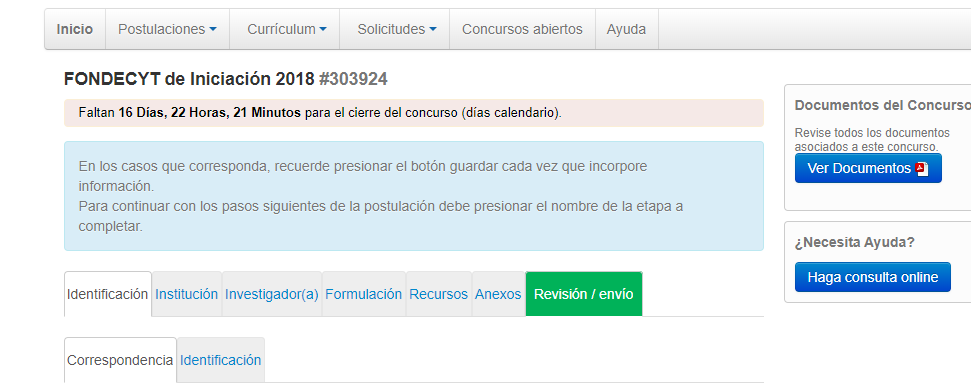 Inicio Postulaciones Currículum Solicitudes Concursos abiertos Ayuda
FONDECYT de Iniciación 2018 #303924
Faltan 16 Días, 22 Horas, 21 Minutos para el cierre del concurso (días calendario).
En los casos que corresponda, recuerde presionar el botón guardar cada vez que incorpore
información.
Para continuar con los pasos siguientes de la postulación debe presionar el nombre de la etapa a
completar.
Identificación Institución Investigador(a) Formulación Recursos Anexos Revisión / envío
Correspondencia Identificación
Documentos del Concurso
Revise todos los documentos
asociados a este concurso.
Ver Documentos
¿Necesita Ayuda?
Haga consulta online